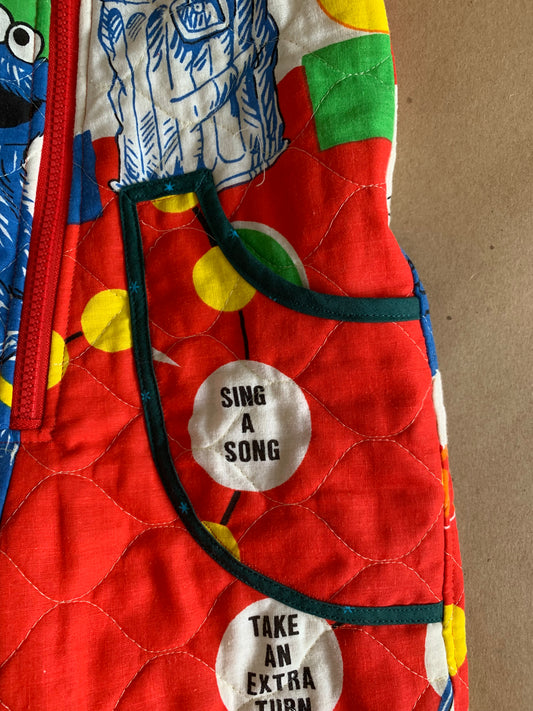 SING
A
SONG
TAKE
AN
EXTRA
TURN